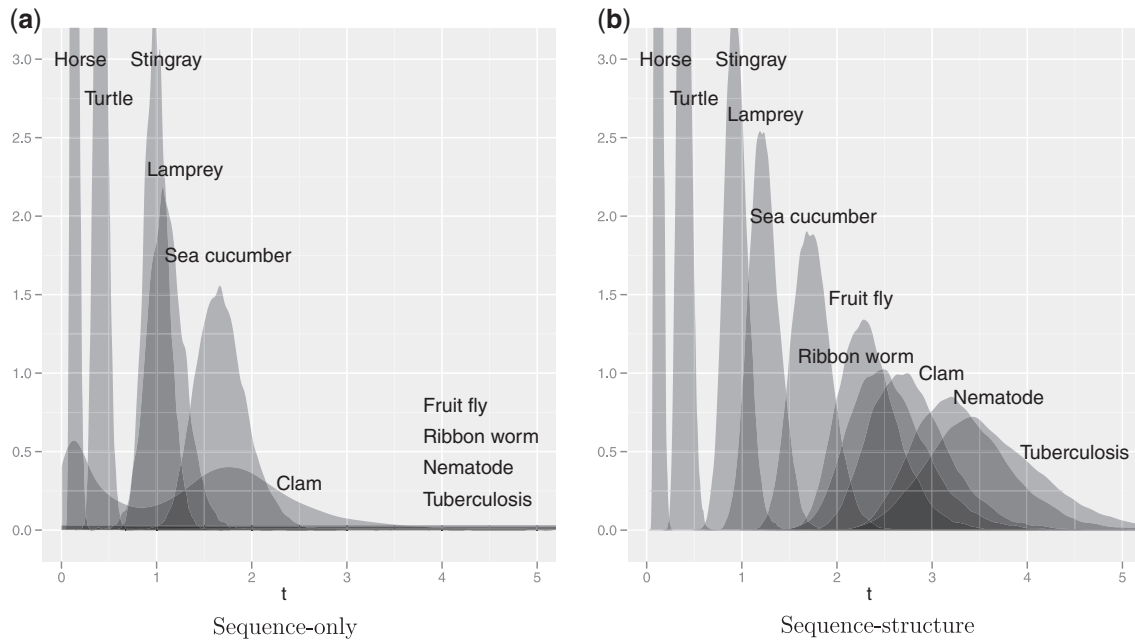 (a)
3.0
2.5
2.0
1.5
1.0
0.5
0.0
Horse
Stingray
Turtle
Lamprey
Sea cucumber
Fruit fly
Ribbon worm
Nematode
Tuberculosis
Clam
0 1 2 3 4 5
t
Sequence-only
(b)
3.0
2.5
2.0
1.5
1.0
0.5
0.0
Horse
Stingray
Turtle
Lamprey
Sea cucumber
Fruit fly
Ribbon worm
Clam
Nematode
Tuberculosis
0 1 2 3 4 5
t
Sequence-structure